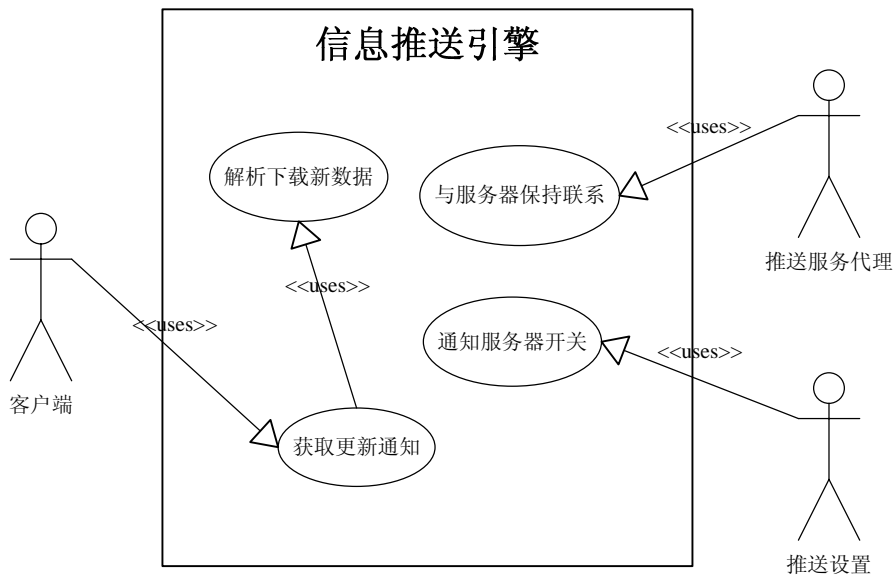 信息推送引擎
<<uses>>
解析下载新数据
与服务器保持联系
推送服务代理
<<uses>>
<<uses>>
通知服务器开关
<<uses>>
客户端
获取更新通知
推送设置